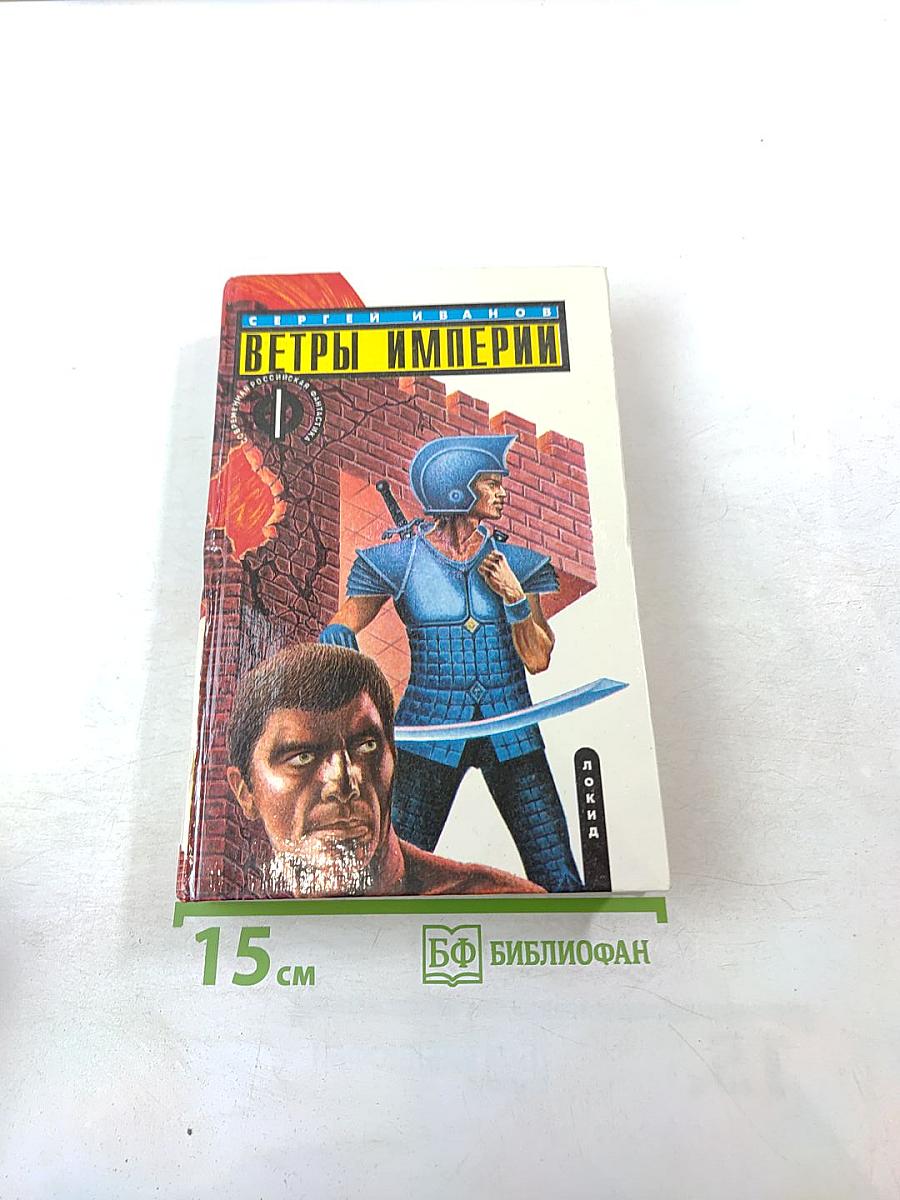 СЕРГЕЙ ИВАНОВ
ВЕТРЫ ИМПЕРИИ
СОВРЕМЕННАЯ РОССИЙСКАЯ ФАНТАСТИКА
Ф
ЛОКИД
15 см
БФ БИБЛИОФАН